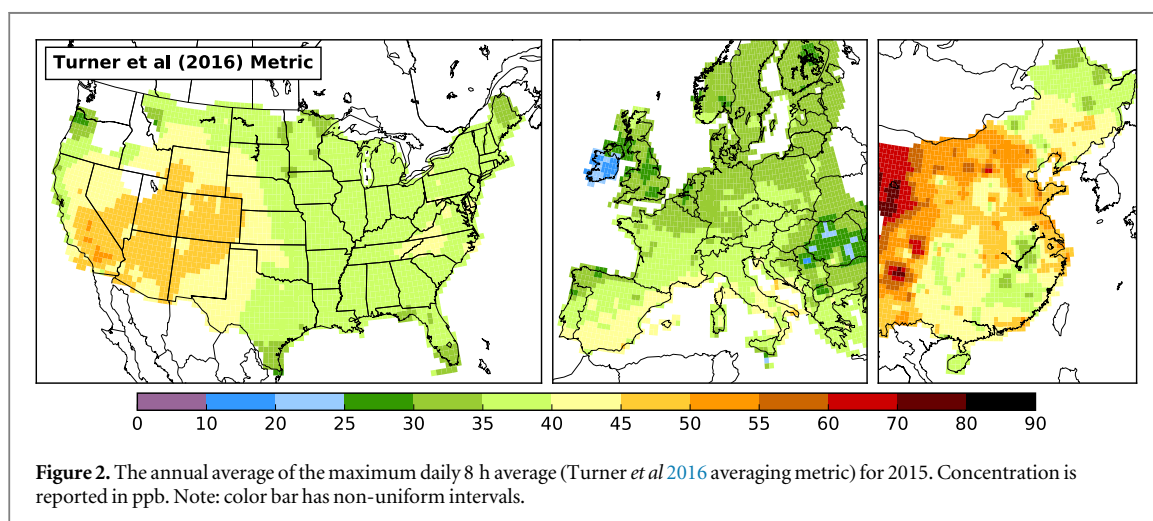 Turner et al (2016) Metric
0 10 20 25 30 35 40 45 50 55 60 70 80 90
Figure 2. The annual average of the maximum daily 8 h average (Turner et al 2016 averaging metric) for 2015. Concentration is
reported in ppb. Note: color bar has non-uniform intervals.